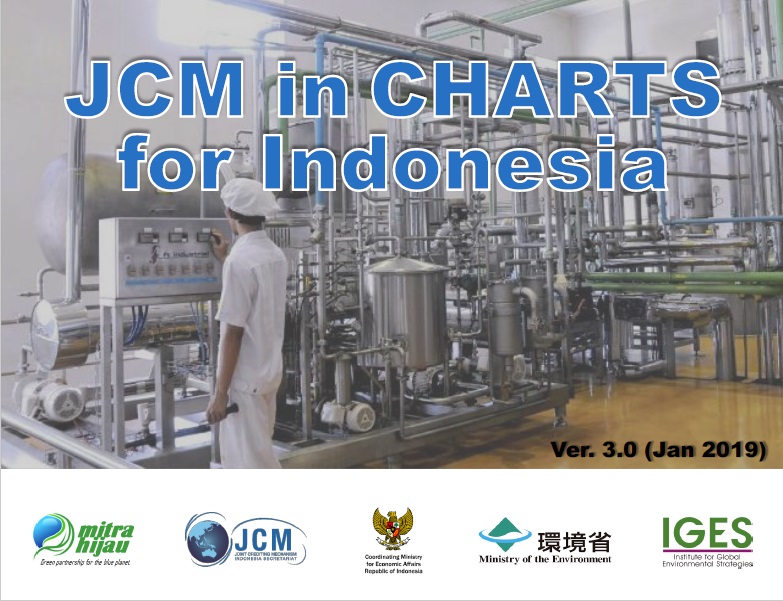 JCM in CHARTS
for Indonesia
Ver. 3.0 (Jan 2019)
mitra
hijau
Green partnership for the blue planet
JCM
JOINT CREDITING MECHANISM
INDONESIA SECRETARIAT
Coordinating Ministry
for Economic Affairs
Republic of Indonesia
環境省
Ministry of the Environment
IGES
Institute for Global
Environmental Strategies